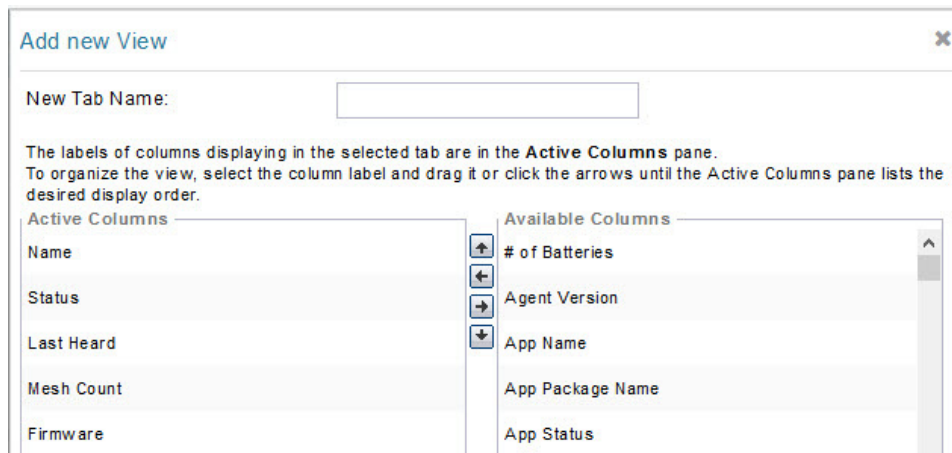 Add new View
New Tab Name:
The labels of columns displaying in the selected tab are in the Active Columns pane.
To organize the view, select the column label and drag it or click the arrows until the Active Columns pane lists the
desired display order.
Active Columns
Name
Status
Last Heard
Mesh Count
Firmware
Available Columns
# of Batteries
Agent Version
App Name
App Package Name
App Status